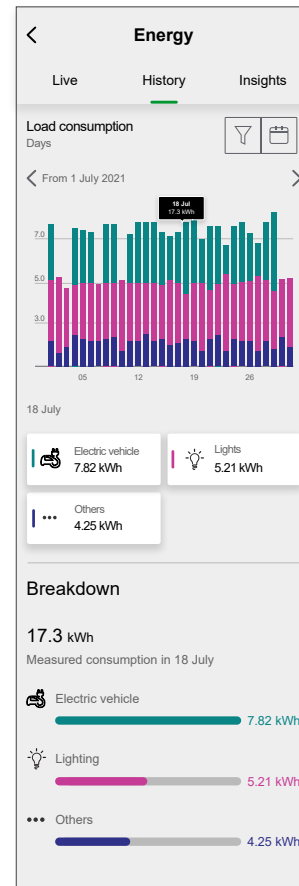 Energy
Live History Insights
Load consumption
Days
From 1 July 2021
18 Jul
17.3 kWh
7.0
5.0
3.0
05 12 19 26
18 July
Electric vehicle
7.82 kWh
Lights
5.21 kWh
Others
4.25 kWh
Breakdown
17.3 kWh
Measured consumption in 18 July
Electric vehicle
7.82 kWh
Lighting
5.21 kWh
Others
4.25 kWh